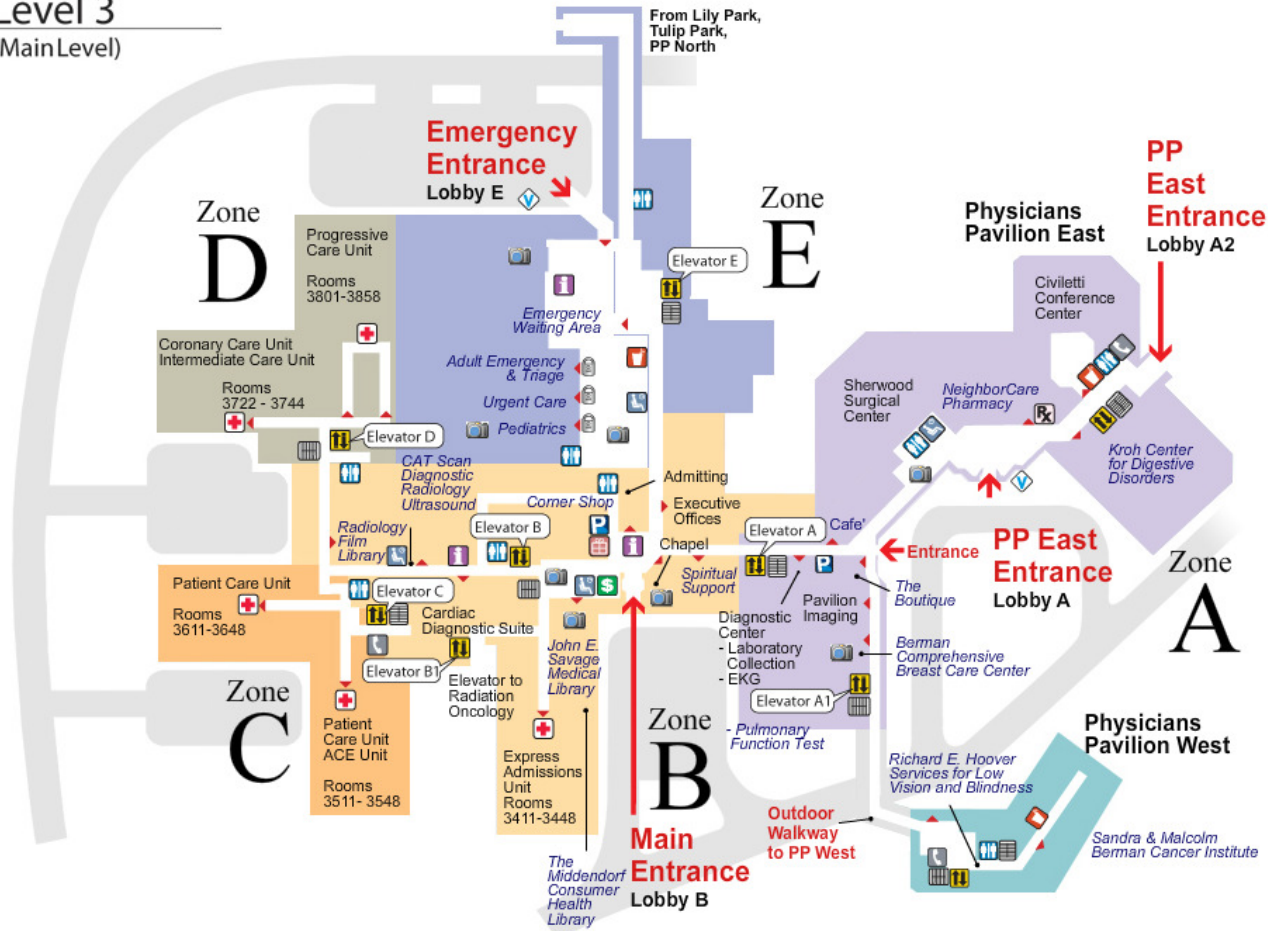 Level 3
(Main Level)
From Lily Park,
Tulip Park,
PP North
Emergency
Entrance
Lobby E
V
Zone
D
Zone
E
PP
East
Entrance
Lobby A2
Physicians
Pavilion East
Progressive
Care Unit
Rooms
3801-3858
Elevator E
Civiletti
Conference
Center
i
Emergency
Waiting Area
Coronary Care Unit
Intermediate Care Unit
Rooms
3722 - 3744
Adult Emergency
& Triage
Urgent Care
Pediatrics
Sherwood
Surgical
Center
NeighborCare
Pharmacy
Rx
Elevator D
CAT Scan
Diagnostic
Radiology
Ultrasound
Kroh Center
for Digestive
Disorders
V
Admitting
Corner Shop
Executive
Offices
P
i
Radiology
Film
Library
i
Elevator B
Chapel
Elevator A
Cafe'
Entrance
PP East
Entrance
Lobby A
Zone
A
Spiritual
Support
P
The
Boutique
Patient Care Unit
Rooms
3611-3648
Elevator C
Cardiac
Diagnostic Suite
$
Diagnostic
Center
- Laboratory
Collection
- EKG
Pavilion
Imaging
Berman
Comprehensive
Breast Care Center
John E.
Savage
Medical
Library
Elevator B1
Elevator to
Radiation
Oncology
Elevator A1
- Pulmonary
Function Test
Zone
C
Patient
Care Unit
ACE Unit
Rooms
3511- 3548
Zone
B
Physicians
Pavilion West
Express
Admissions
Unit
Rooms
3411-3448
Richard E. Hoover
Services for Low
Vision and Blindness
Outdoor
Walkway
to PP West
Main
Entrance
Lobby B
The
Middendorf
Consumer
Health
Library
Sandra & Malcolm
Berman Cancer Institute